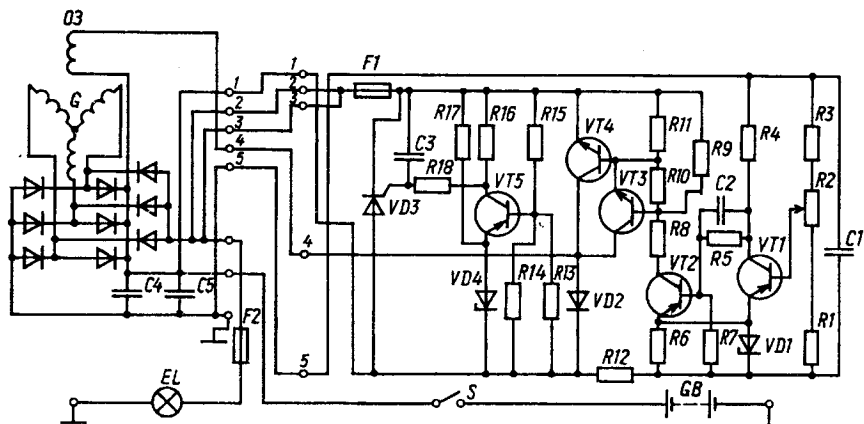 ОЗ
G
1
2
3
4
5
1
2
3
4
5
F1
R17
R16
R15
C3
R18
VD3
VT5
VD4
R14
R13
VT4
VT3
VD2
R11
R10
R9
R8
VT2
R6
R7
R12
C2
R5
R4
VT1
VD1
R3
R2
R1
C1
C4
C5
F2
EL
S
GB